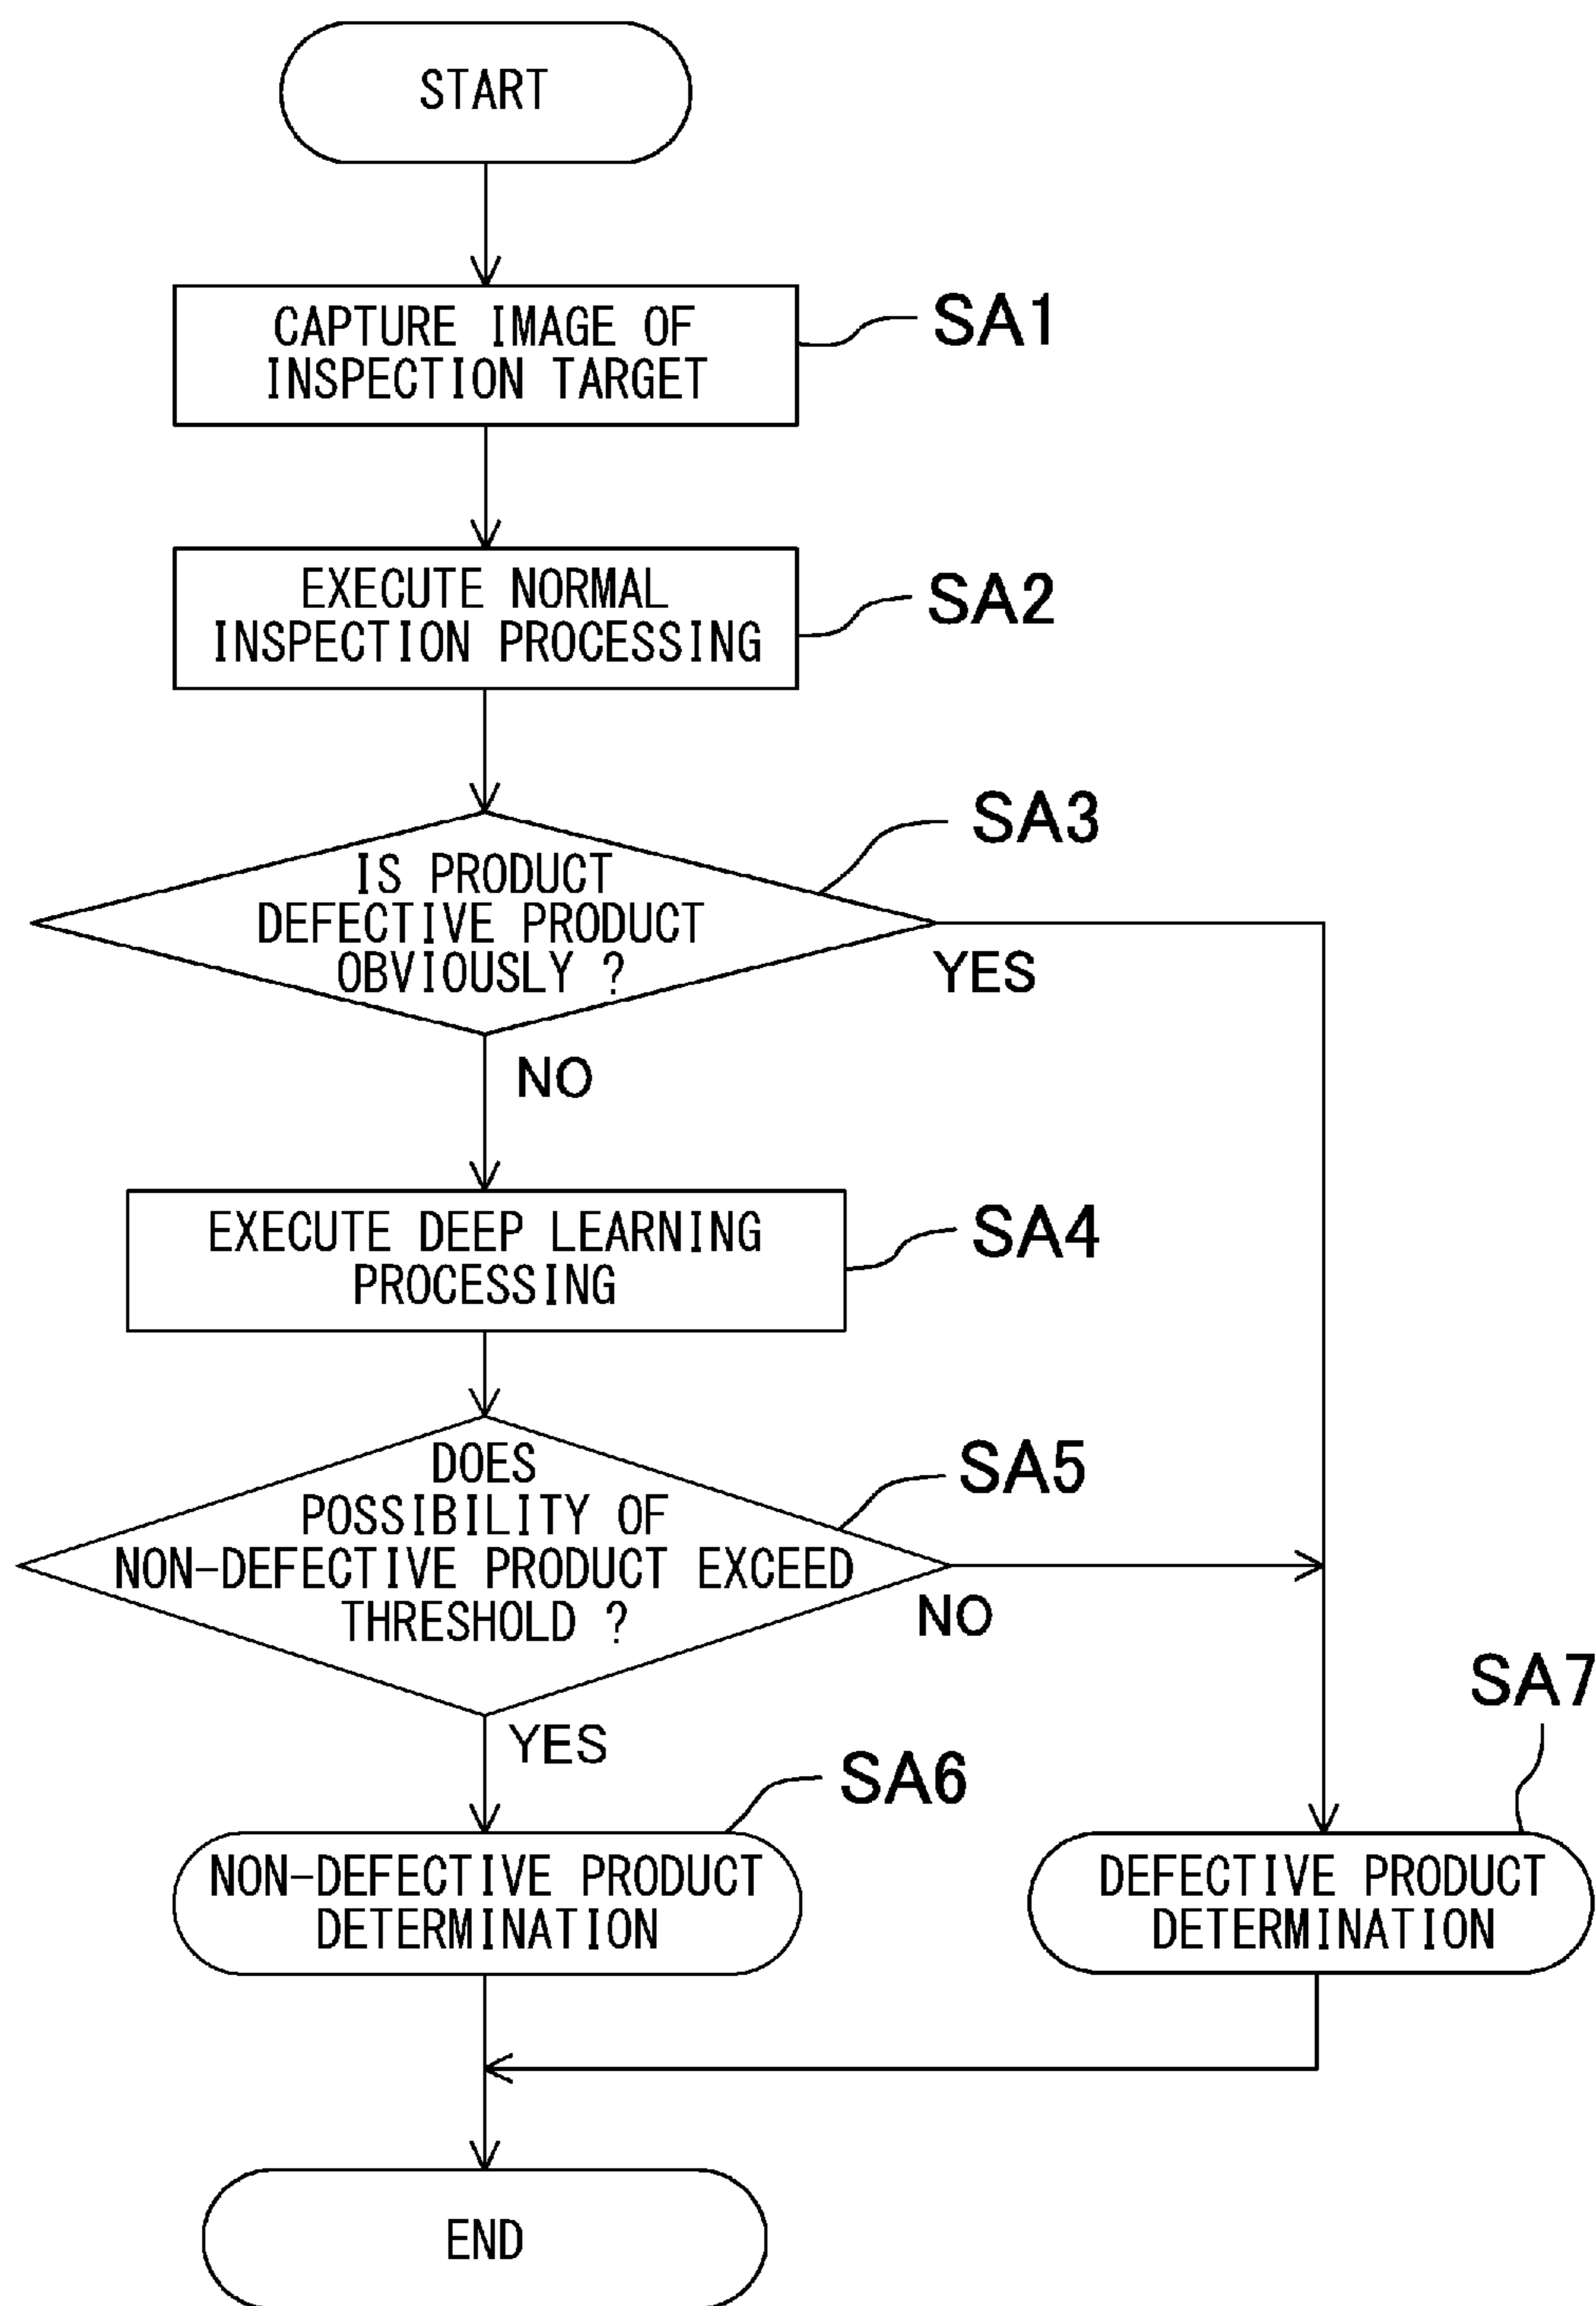 START
CAPTURE IMAGE OF
INSPECTION TARGET
SA1
EXECUTE NORMAL
INSPECTION PROCESSING
SA2
IS PRODUCT
DEFECTIVE PRODUCT
OBVIOUSLY ?
SA3
YES
NO
EXECUTE DEEP LEARNING
PROCESSING
SA4
DOES
POSSIBILITY OF
NON-DEFECTIVE PRODUCT EXCEED
THRESHOLD ?
SA5
NO
YES
NON-DEFECTIVE PRODUCT
DETERMINATION
SA6
DEFECTIVE PRODUCT
DETERMINATION
SA7
END